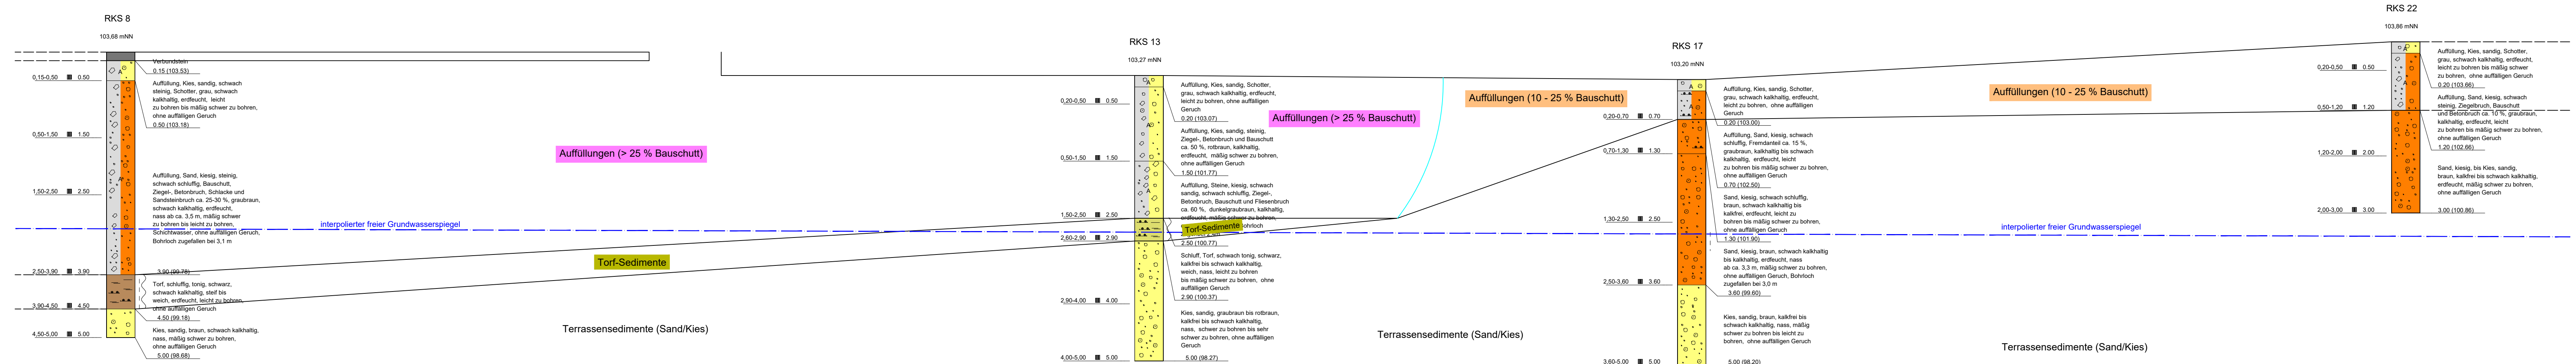 RKS 8
103,68 mNN
Verbundstein
0.15 (103.53)
0,15-0,50 0.50
Auffüllung, Kies, sandig, schwach
steinig, Schotter, grau, schwach
kalkhaltig, erdfeucht, leicht
zu bohren bis mäßig schwer zu bohren,
ohne auffälligen Geruch
0.50 (103.18)
0,50-1,50 1.50
A
A
Auffüllung, Sand, kiesig, steinig,
schwach schluffig, Bauschutt,
Ziegel-, Betonbruch, Schlacke und
Sandsteinbruch ca. 25-30 %, graubraun,
schwach kalkhaltig, erdfeucht,
nass ab ca. 3,5 m, mäßig schwer
zu bohren bis leicht zu bohren,
Schichtwasser, ohne auffälligen Geruch,
Bohrloch zugefallen bei 3,1 m
1,50-2,50 2.50
2,50-3,90 3.90
3.90 (99.78)
Torf, schluffig, tonig, schwarz,
schwach kalkhaltig, steif bis
weich, erdfeucht, leicht zu bohren,
ohne auffälligen Geruch
3,90-4,50 4.50
4.50 (99.18)
Kies, sandig, braun, schwach kalkhaltig,
nass, mäßig schwer zu bohren,
ohne auffälligen Geruch
4,50-5,00 5.00
5.00 (98.68)
interpolierter freier Grundwasserspiegel
Auffüllungen (> 25 % Bauschutt)
Torf-Sedimente
Terrassensedimente (Sand/Kies)
RKS 13
103,27 mNN
0,20-0,50 0.50
A
A
A
Auffüllung, Kies, sandig, Schotter,
grau, schwach kalkhaltig, erdfeucht,
leicht zu bohren, ohne auffälligen
Geruch
0.20 (103.07)
Auffüllung, Kies, sandig, steinig,
Ziegel-, Betonbruch und Bauschutt
ca. 50 %, rotbraun, kalkhaltig,
erdfeucht, mäßig schwer zu bohren,
ohne auffälligen Geruch
0,50-1,50 1.50
1.50 (101.77)
Auffüllung, Steine, kiesig, schwach
sandig, schwach schluffig, Ziegel-,
Betonbruch, Bauschutt und Fliesenbruch
ca. 60 %, dunkelgraubraun, kalkhaltig,
erdfeucht, mäßig schwer zu bohren,
1,50-2,50 2.50
Torf-Sedimente
2,60-2,90 2.90
2.50 (100.77)
Schluff, Torf, schwach tonig, schwarz,
kalkfrei bis schwach kalkhaltig,
weich, nass, leicht zu bohren
bis mäßig schwer zu bohren, ohne
auffälligen Geruch
2.90 (100.37)
2,90-4,00 4.00
Kies, sandig, graubraun bis rotbraun,
kalkfrei bis schwach kalkhaltig,
nass, schwer zu bohren bis sehr
schwer zu bohren, ohne auffälligen
Geruch
4,00-5,00 5.00
5.00 (98.27)
Auffüllungen (> 25 % Bauschutt)
Auffüllungen (10 - 25 % Bauschutt)
Terrassensedimente (Sand/Kies)
RKS 17
103,20 mNN
A
A
Auffüllung, Kies, sandig, Schotter,
grau, schwach kalkhaltig, erdfeucht,
leicht zu bohren, ohne auffälligen
Geruch
0.20 (103.00)
0,20-0,70 0.70
Auffüllung, Sand, kiesig, schwach
schluffig, Fremdanteil ca. 15 %,
graubraun, kalkhaltig bis schwach
kalkhaltig, erdfeucht, leicht
zu bohren bis mäßig schwer zu bohren,
ohne auffälligen Geruch
0.70 (102.50)
0,70-1,30 1.30
Sand, kiesig, schwach schluffig,
braun, schwach kalkhaltig bis
kalkfrei, erdfeucht, leicht zu
bohren bis mäßig schwer zu bohren,
ohne auffälligen Geruch
1.30 (101.90)
1,30-2,50 2.50
Sand, kiesig, braun, schwach kalkhaltig
bis kalkhaltig, erdfeucht, nass
ab ca. 3,3 m, mäßig schwer zu bohren,
ohne auffälligen Geruch, Bohrloch
zugefallen bei 3,0 m
2,50-3,60 3.60
3.60 (99.60)
Kies, sandig, braun, kalkfrei bis
schwach kalkhaltig, nass, mäßig
schwer zu bohren bis leicht zu
bohren, ohne auffälligen Geruch
3,60-5,00 5.00
5.00 (98.20)
Auffüllungen (10 - 25 % Bauschutt)
interpolierter freier Grundwasserspiegel
Terrassensedimente (Sand/Kies)
RKS 22
103,86 mNN
A
A
Auffüllung, Kies, sandig, Schotter,
grau, schwach kalkhaltig, erdfeucht,
leicht zu bohren bis mäßig schwer
zu bohren, ohne auffälligen Geruch
0.20 (103.66)
0,20-0,50 0.50
Auffüllung, Sand, kiesig, schwach
steinig, Ziegelbruch, Bauschutt
und Betonbruch ca. 10 %, graubraun,
kalkhaltig, erdfeucht, leicht
zu bohren bis mäßig schwer zu bohren,
ohne auffälligen Geruch
0,50-1,20 1.20
1.20 (102.66)
1,20-2,00 2.00
Sand, kiesig, bis Kies, sandig,
braun, kalkfrei bis schwach kalkhaltig,
erdfeucht, mäßig schwer zu bohren,
ohne auffälligen Geruch
2,00-3,00 3.00
3.00 (100.86)